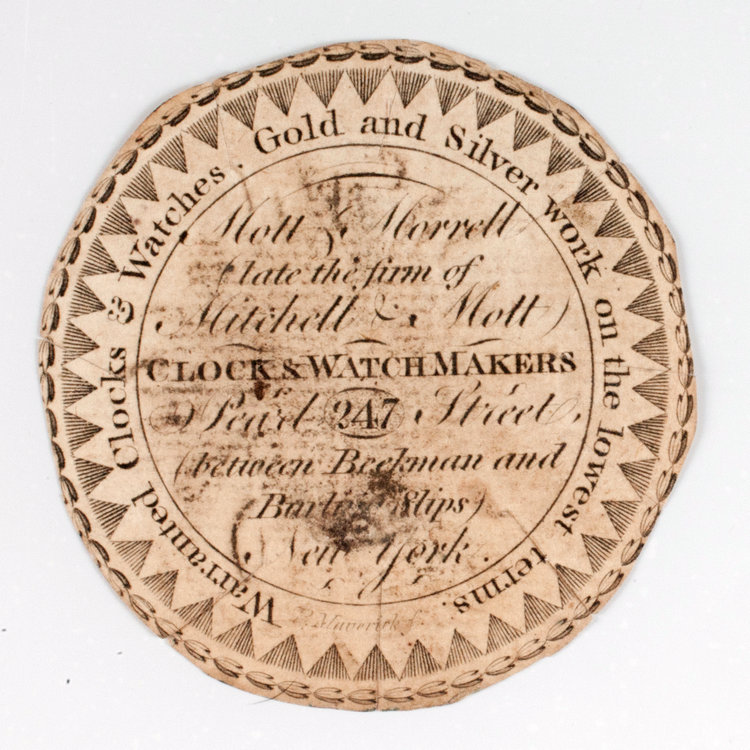 Warranted Clocks & Watches. Gold and Silver work on the lowest terms.
Mott & Morrell
(late the firm of
Mitchell & Mott)
CLOCK & WATCH MAKERS
Pearl 247 Street,
(between Beekman and
Slips)
New York.
Maverick